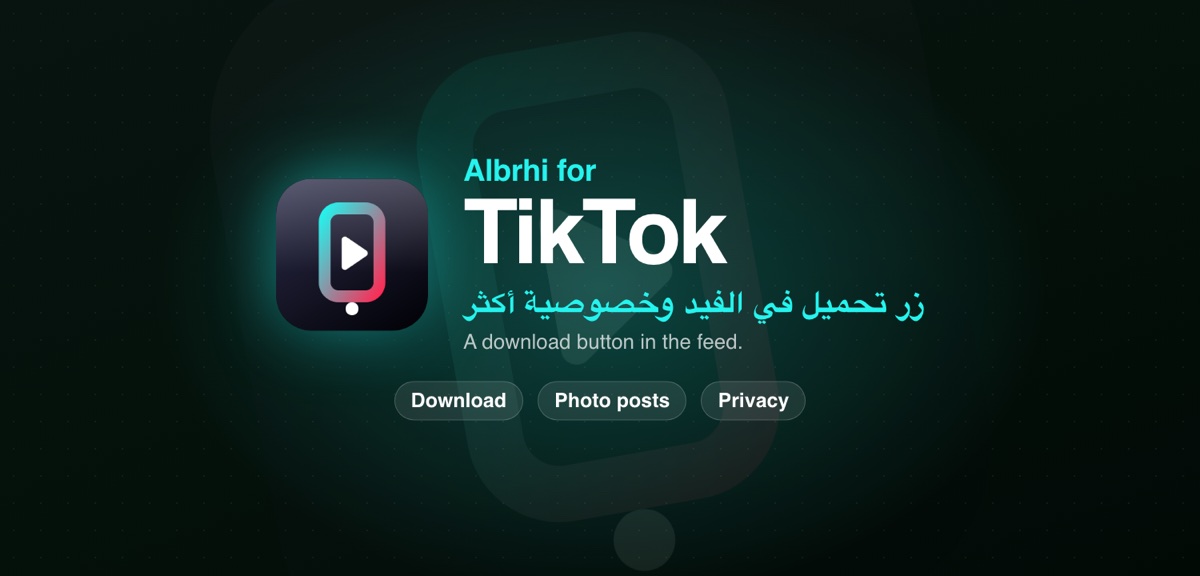 Albrhi for
TikTok
زر تحميل في الفيد وخصوصية أكثر
A download button in the feed.
Download
Photo posts
Privacy